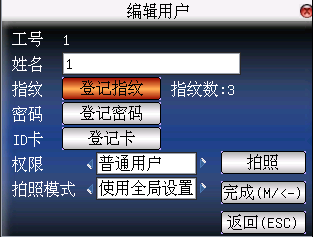 编辑用户
工号 1
姓名 1
指纹 登记指纹 指纹数:3
密码 登记密码
ID卡 登记卡
权限 普通用户 拍照
拍照模式 使用全局设置 完成(M/<-)
返回(ESC)